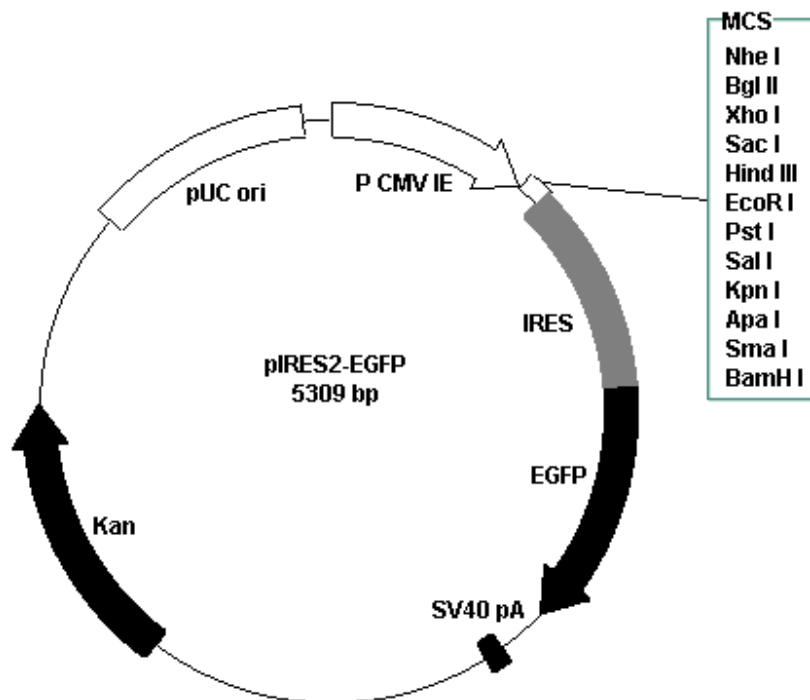 MCS
Nhe I
Bgl II
Xho I
Sac I
Hind III
EcoR I
Pst I
Sal I
Kpn I
Apa I
Sma I
BamH I
pUC ori
P CMV IE
IRES
pIRES2-EGFP
5309 bp
EGFP
Kan
SV40 pA